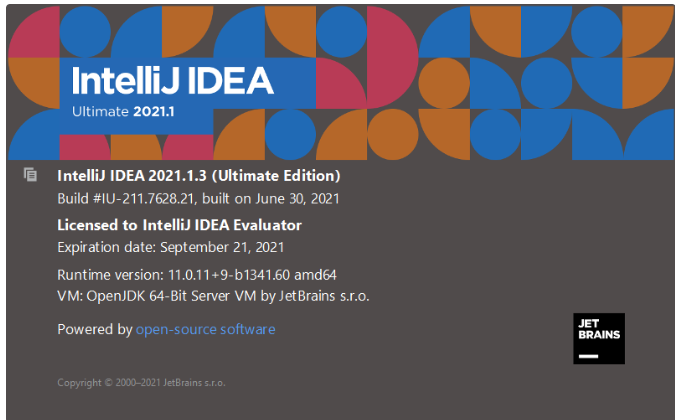 IntelliJ IDEA
Ultimate 2021.1
IntelliJ IDEA 2021.1.3 (Ultimate Edition)
Build #IU-211.7628.21, built on June 30, 2021
Licensed to IntelliJ IDEA Evaluator
Expiration date: September 21, 2021
Runtime version: 11.0.11+9-b1341.60 amd64
VM: OpenJDK 64-Bit Server VM by JetBrains s.r.o.
Powered by open-source software
JET
BRAINS
Copyright © 2000–2021 JetBrains s.r.o.